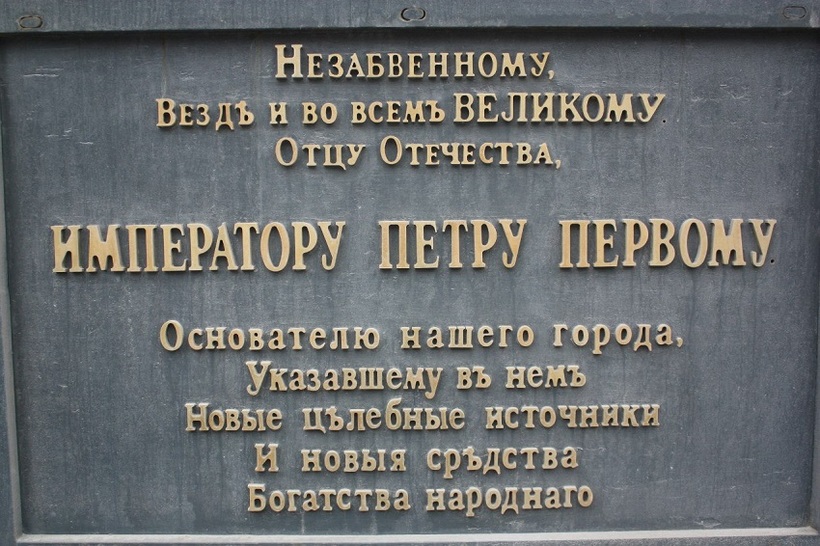 Незабвенному,
Вездѣ и во всемъ ВЕЛИКОМУ
Отцу Отечества,
ИМПЕРАТОРУ ПЕТРУ ПЕРВОМУ
Основателю нашего города,
Указавшему въ немъ
Новые цѣлебные источники
И новыя срѣдства
Богатства народнаго